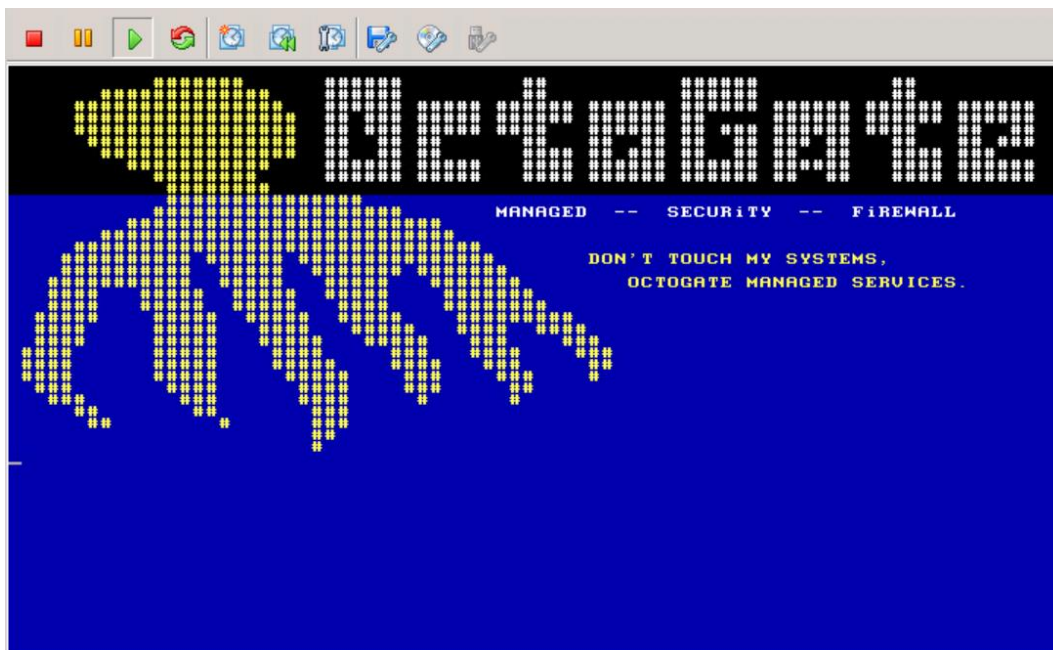 OctoGate
MANAGED -- SECURiTY -- FiREWALL
DON'T TOUCH MY SYSTEMS,
OCTOGATE MANAGED SERVICES.